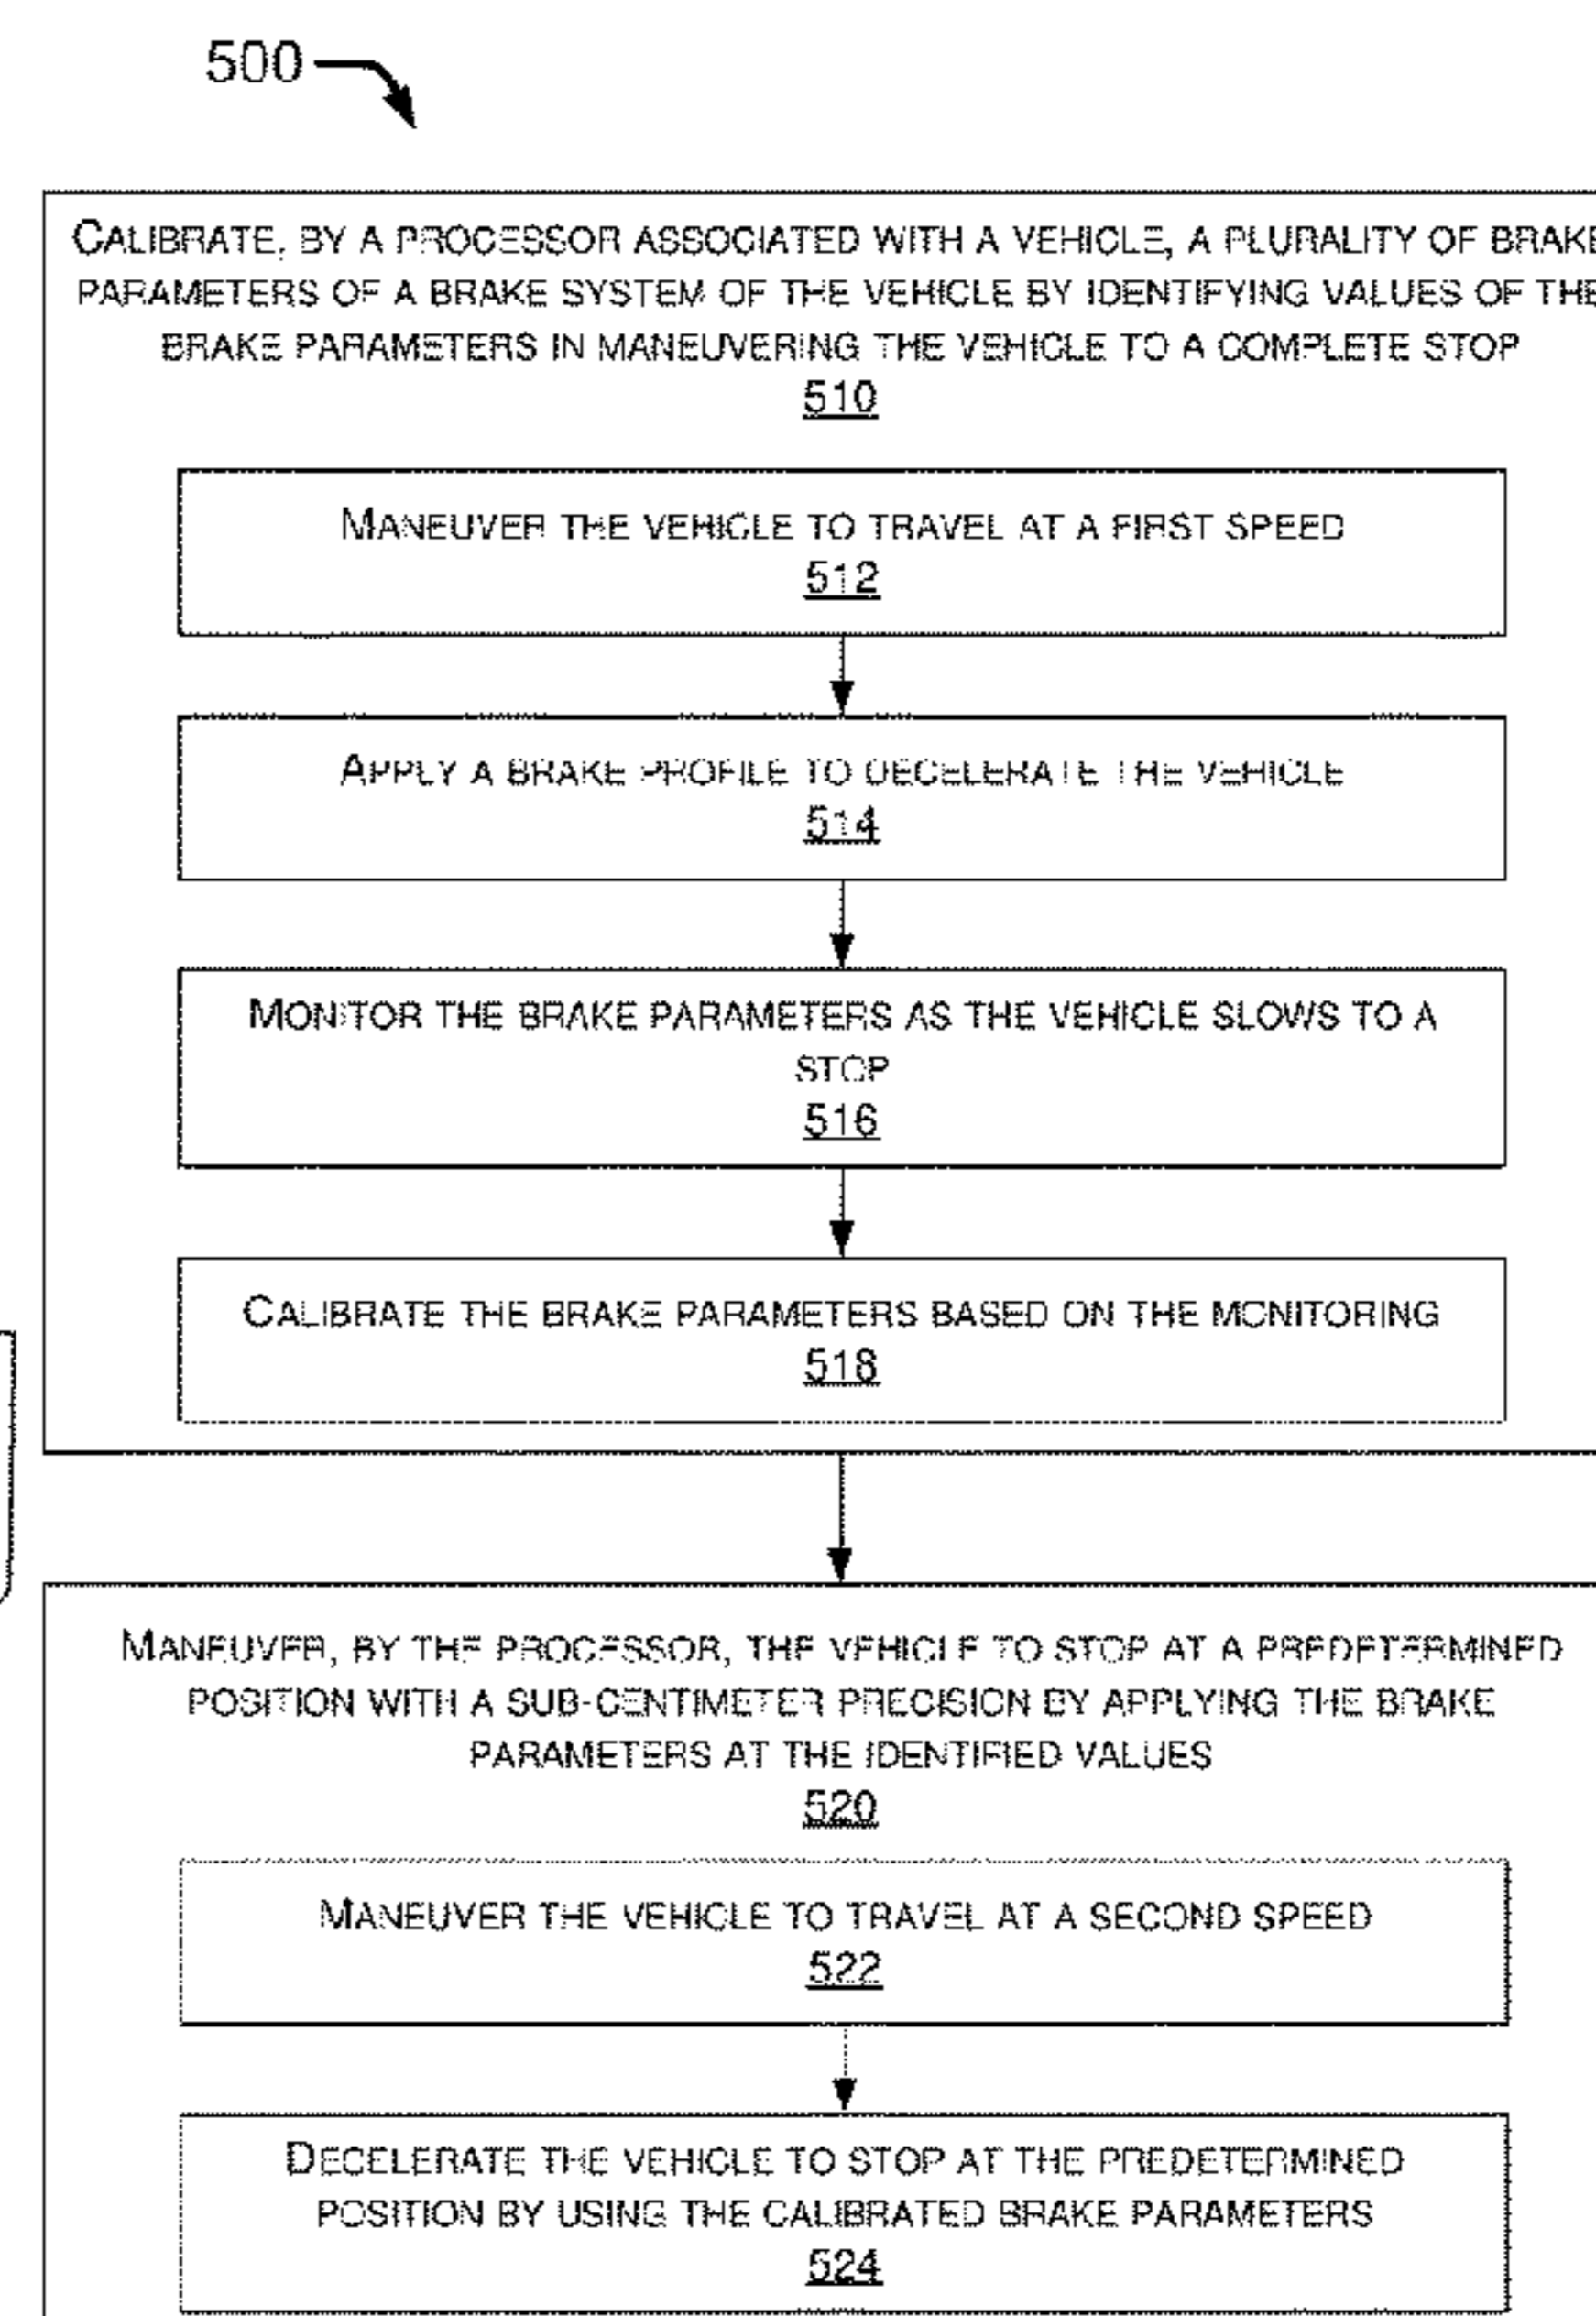 500
CALIBRATE, BY A PROCESSOR ASSOCIATED WITH A VEHICLE, A PLURALITY OF BRAKE
PARAMETERS OF A BRAKE SYSTEM OF THE VEHICLE BY IDENTIFYING VALUES OF THE
BRAKE PARAMETERS IN MANEUVERING THE VEHICLE TO A COMPLETE STOP
510
MANEUVER THE VEHICLE TO TRAVEL AT A FIRST SPEED
512
APPLY A BRAKE PROFILE TO DECELERATE THE VEHICLE
514
MONITOR THE BRAKE PARAMETERS AS THE VEHICLE SLOWS TO A
STOP
516
CALIBRATE THE BRAKE PARAMETERS BASED ON THE MONITORING
518
MANEUVER, BY THE PROCESSOR, THE VEHICLE TO STOP AT A PREDETERMINED
POSITION WITH A SUB-CENTIMETER PRECISION BY APPLYING THE BRAKE
PARAMETERS AT THE IDENTIFIED VALUES
520
MANEUVER THE VEHICLE TO TRAVEL AT A SECOND SPEED
522
DECELERATE THE VEHICLE TO STOP AT THE PREDETERMINED
POSITION BY USING THE CALIBRATED BRAKE PARAMETERS
524